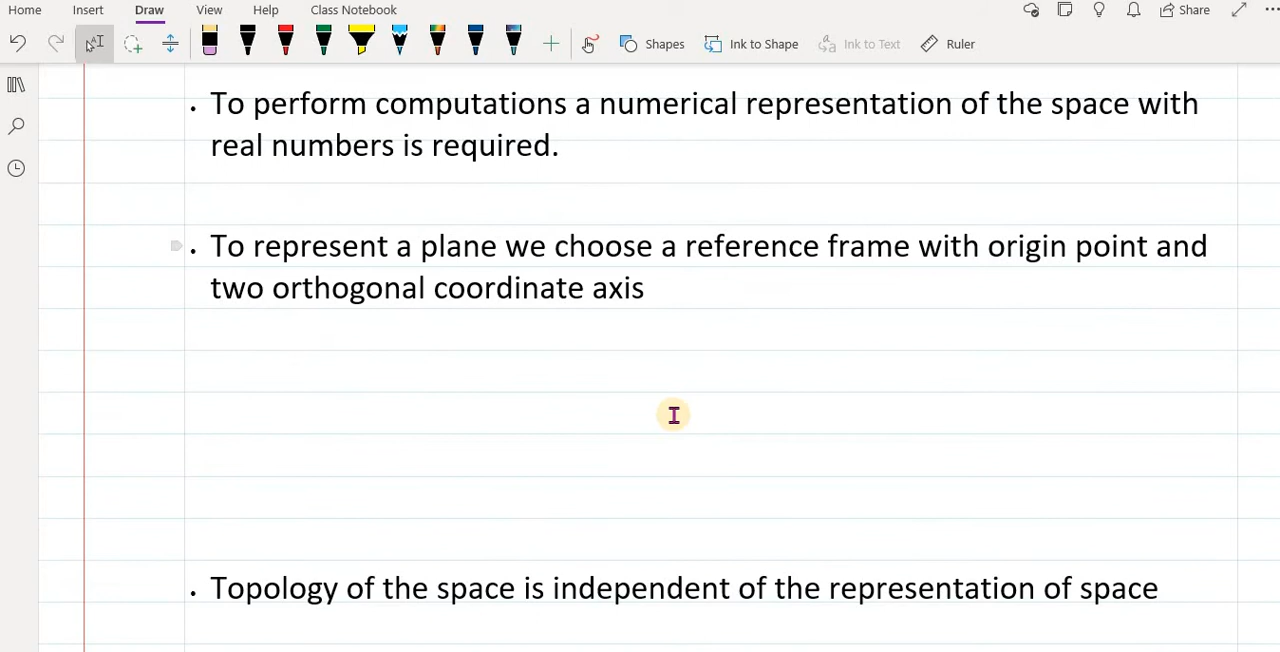 Home Insert Draw View Help Class Notebook Share
Shapes Ink to Shape Ink to Text Ruler
. To perform computations a numerical representation of the space with
real numbers is required.
. To represent a plane we choose a reference frame with origin point and
two orthogonal coordinate axis
. Topology of the space is independent of the representation of space